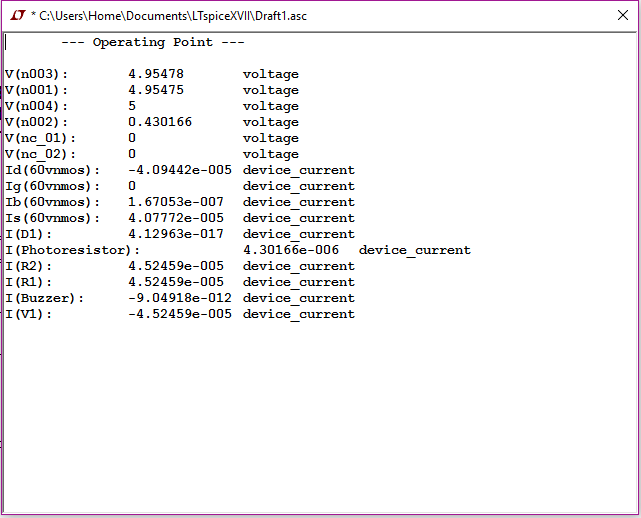 * C:\Users\Home\Documents\LTspiceXVII\Draft1.asc
--- Operating Point ---
V(n003): 4.95478 voltage
V(n001): 4.95475 voltage
V(n004): 5 voltage
V(n002): 0.430166 voltage
V(nc_01): 0 voltage
V(nc_02): 0 voltage
Id(60vnmos): -4.09442e-005 device_current
Ig(60vnmos): 0 device_current
Ib(60vnmos): 1.67053e-007 device_current
Is(60vnmos): 4.07772e-005 device_current
I(D1): 4.12963e-017 device_current
I(Photoresistor): 4.30166e-006 device_current
I(R2): 4.52459e-005 device_current
I(R1): 4.52459e-005 device_current
I(Buzzer): -9.04918e-012 device_current
I(V1): -4.52459e-005 device_current